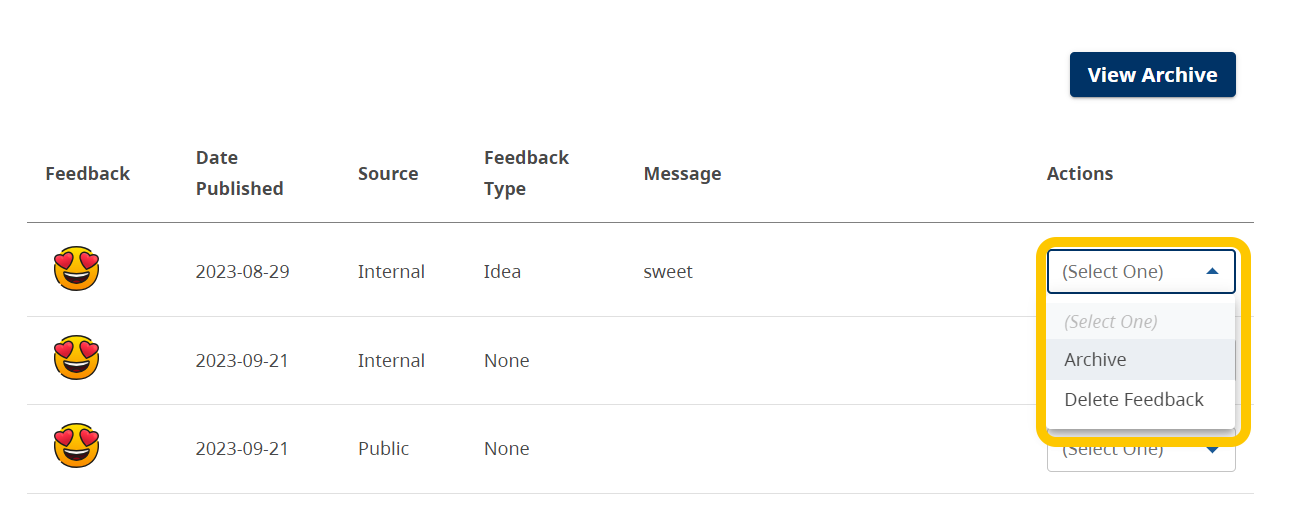 View Archive
Feedback
Date Published
Source
Feedback Type
Message
Actions
2023-08-29
Internal
Idea
sweet
(Select One)
(Select One)
Archive
Delete Feedback
2023-09-21
Internal
None
2023-09-21
Public
None
(Select One)